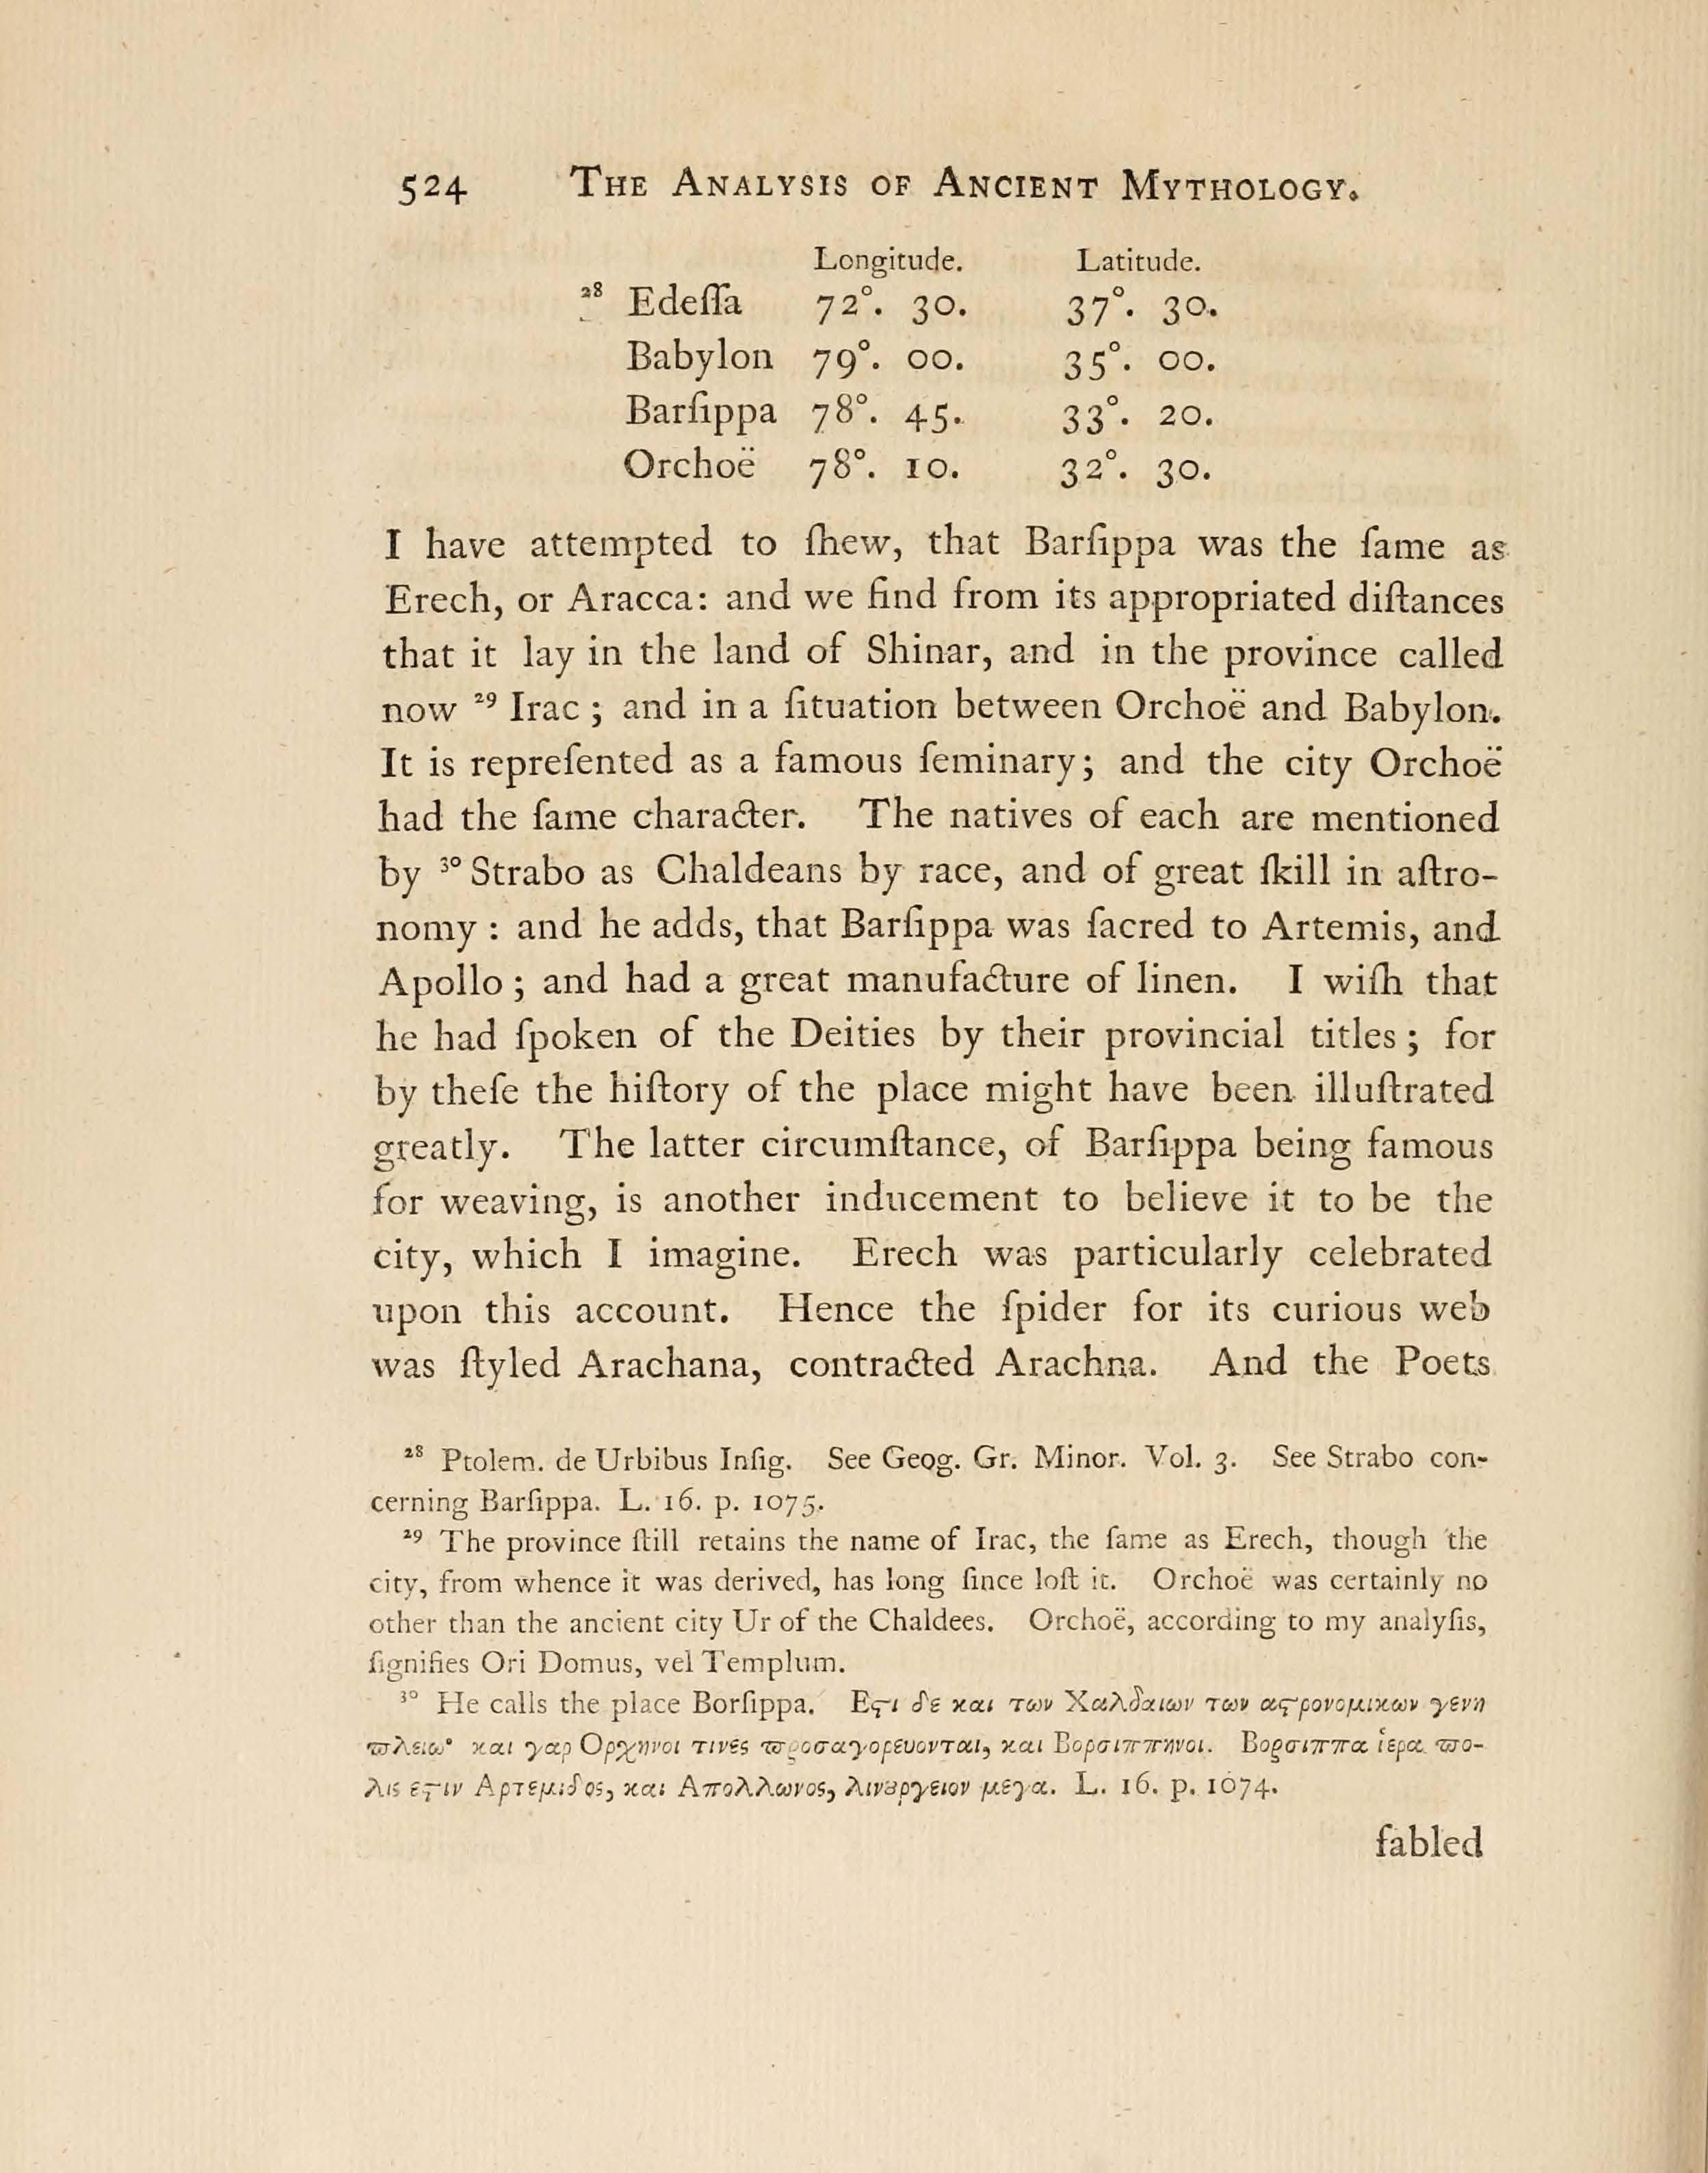 524 THE ANALYSIS OF ANCIENT MYTHOLOGY.
Longitude. Latitude.
²⁸ Edeſſa 72°. 30. 37°. 30.
Babylon 79°. 00. 35°. 00.
Barſippa 78°. 45. 33°. 20.
Orchoë 78°. 10. 32°. 30.
I have attempted to ſhew, that Barſippa was the ſame as
Erech, or Aracca: and we find from its appropriated diſtances
that it lay in the land of Shinar, and in the province called
now ²⁹ Irac ; and in a ſituation between Orchoë and Babylon.
It is repreſented as a famous ſeminary; and the city Orchoë
had the ſame character. The natives of each are mentioned
by ³⁰ Strabo as Chaldeans by race, and of great ſkill in aſtro-
nomy : and he adds, that Barſippa was ſacred to Artemis, and
Apollo ; and had a great manufacture of linen. I wiſh that
he had ſpoken of the Deities by their provincial titles ; for
by theſe the hiſtory of the place might have been illuſtrated
greatly. The latter circumſtance, of Barſippa being famous
for weaving, is another inducement to believe it to be the
city, which I imagine. Erech was particularly celebrated
upon this account. Hence the ſpider for its curious web
was ſtyled Arachana, contracted Arachna. And the Poets
²⁸ Ptolem. de Urbibus Inſig. See Geog. Gr. Minor. Vol. 3. See Strabo con-
cerning Barſippa. L. 16. p. 1075.
²⁹ The province ſtill retains the name of Irac, the ſame as Erech, though the
city, from whence it was derived, has long ſince loſt it. Orchoë was certainly no
other than the ancient city Ur of the Chaldees. Orchoë, according to my analyſis,
ſignifies Ori Domus, vel Templum.
³⁰ He calls the place Borſippa. Εϛι δε και των Χαλδαιων των αϛρονομικων γενη
πλειω· και γαρ Ορχηνοι τινες προσαγορευονται, και Βορσιππηνοι. Βορσιππα ἱερα πο-
λις εϛιν Αρτεμιδος, και Απολλωνος, λινȣργειον μεγα. L. 16. p. 1074.
fabled